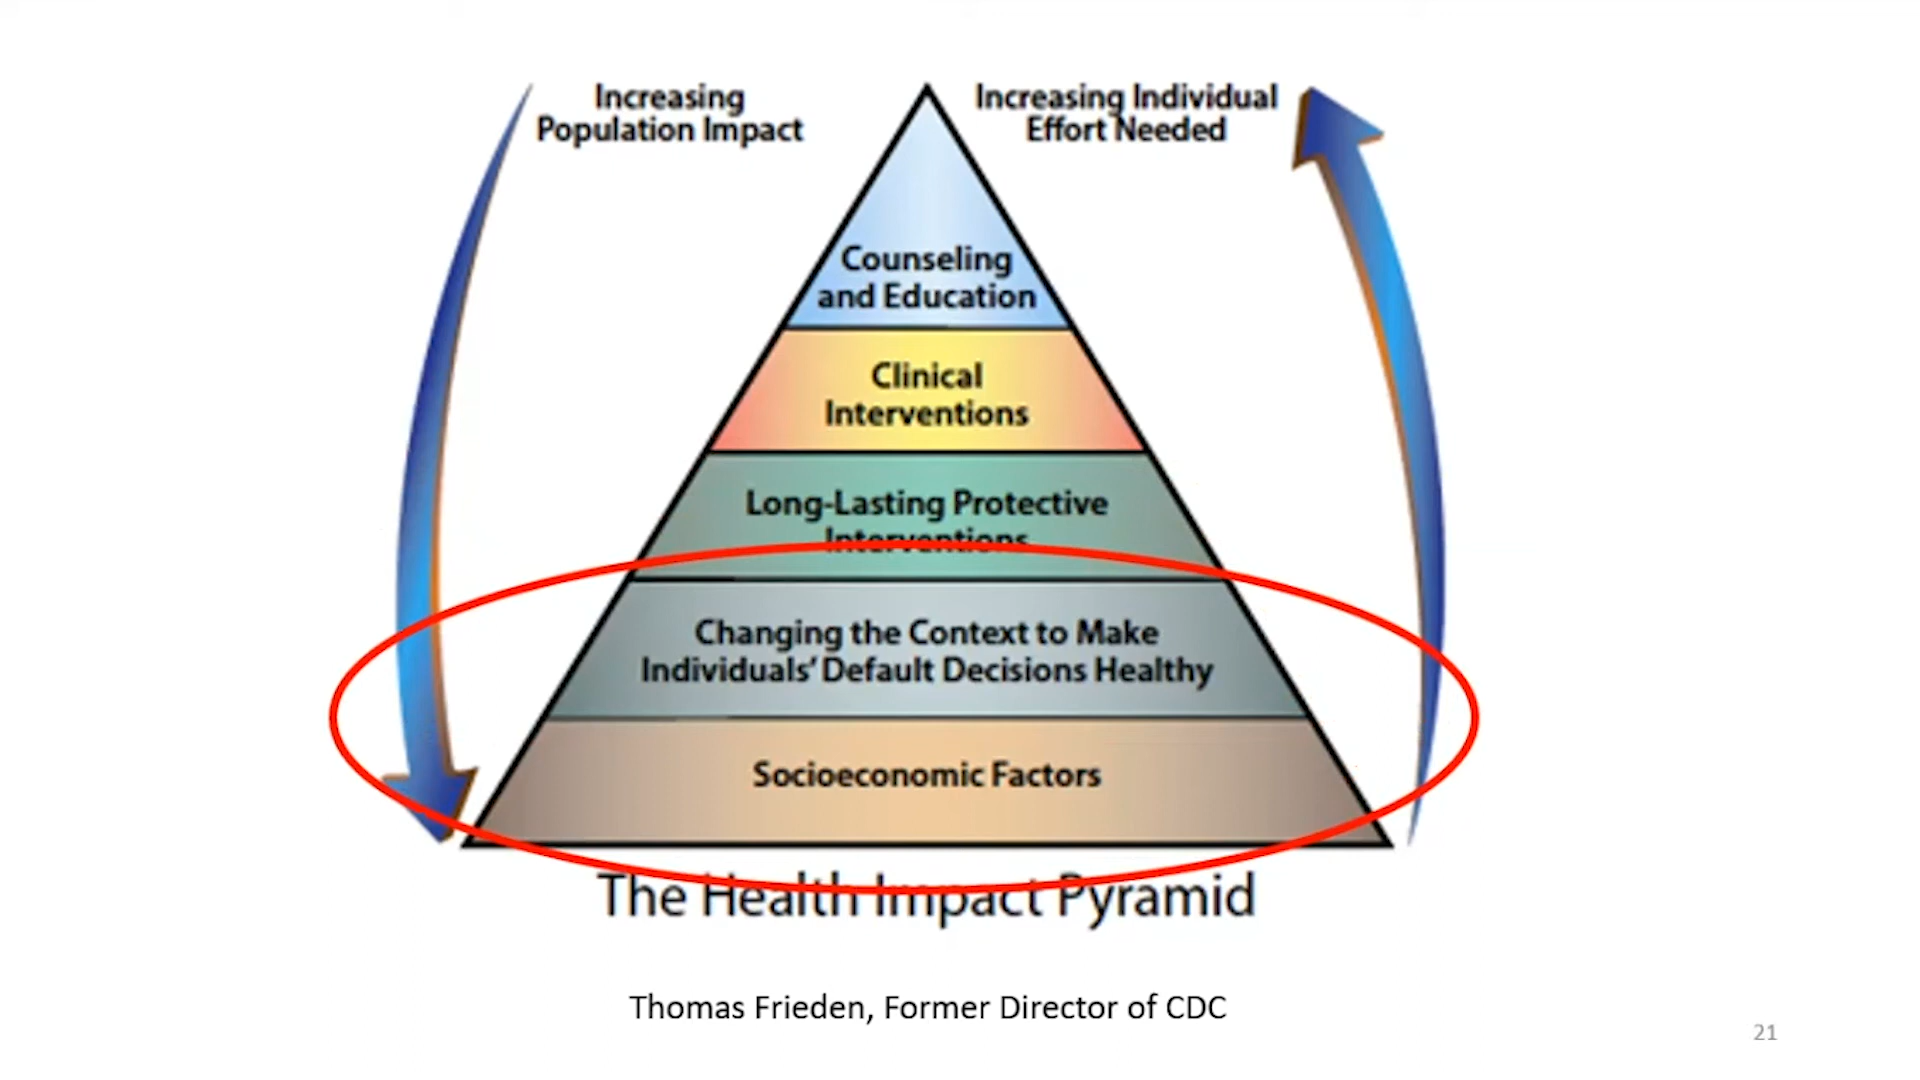 Increasing
Population Impact
Increasing Individual
Effort Needed
Counseling
and Education
Clinical
Interventions
Long-Lasting Protective
Interventions
Changing the Context to Make
Individuals' Default Decisions Healthy
Socioeconomic Factors
The Health Impact Pyramid
Thomas Frieden, Former Director of CDC
21